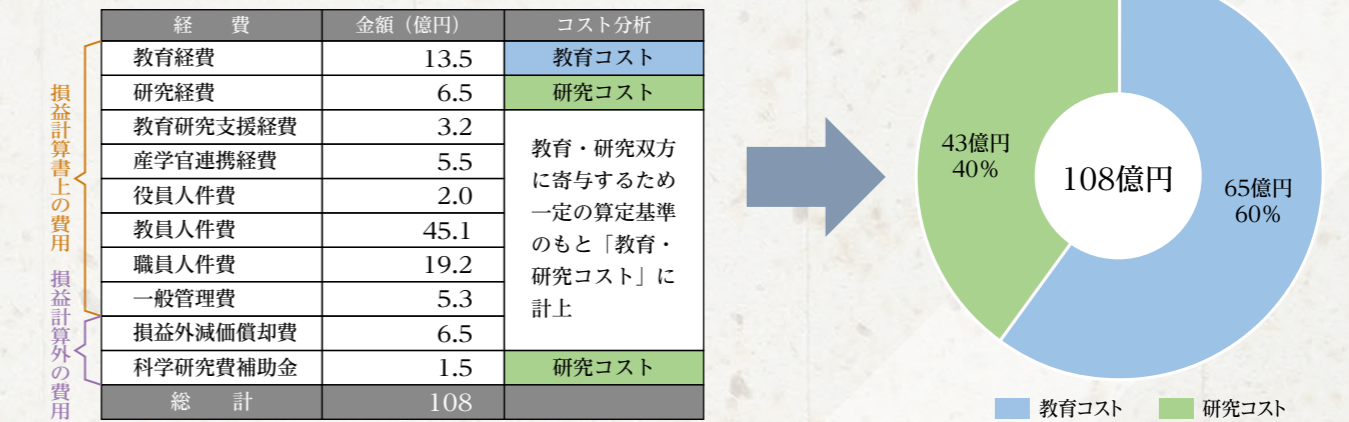 経　費　金額（億円）　コスト分析
教育経費　13.5　教育コスト
研究経費　6.5　研究コスト
教育研究支援経費　3.2
産学官連携経費　5.5
役員人件費　2.0
教員人件費　45.1
職員人件費　19.2
一般管理費　5.3
損益外減価償却費　6.5
教育・研究双方
に寄与するため
一定の算定基準
のもと「教育・
研究コスト」に
計上
科学研究費補助金　1.5　研究コスト
総　計　108
損益計算書上の費用
損益計算外の費用
43億円
40%
108億円
65億円
60%
教育コスト　研究コスト